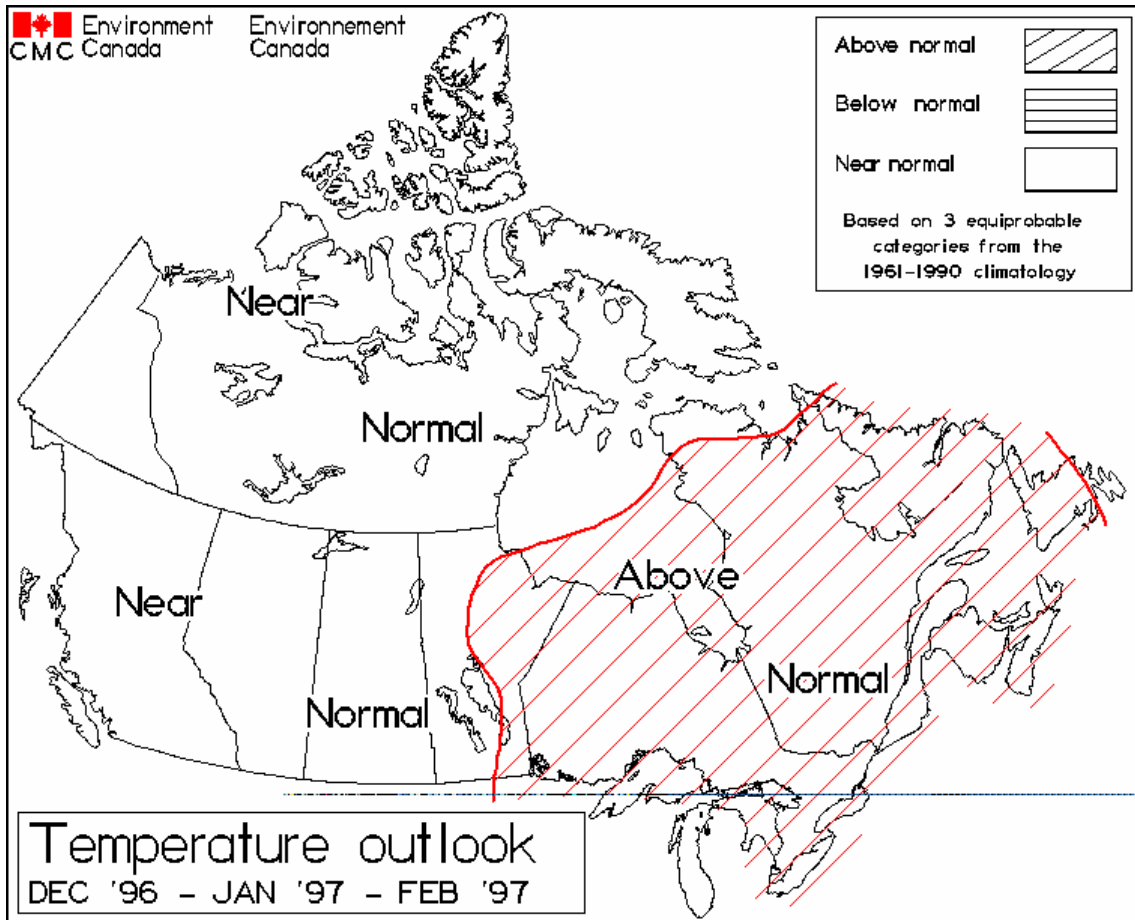 Environment
Canada
Environnement
Canada
CMC
Above normal
Below normal
Near normal
Based on 3 equiprobable
categories from the
1961-1990 climatology
Near
Normal
Above
Near
Normal
Normal
Temperature outlook
DEC '96 - JAN '97 - FEB '97